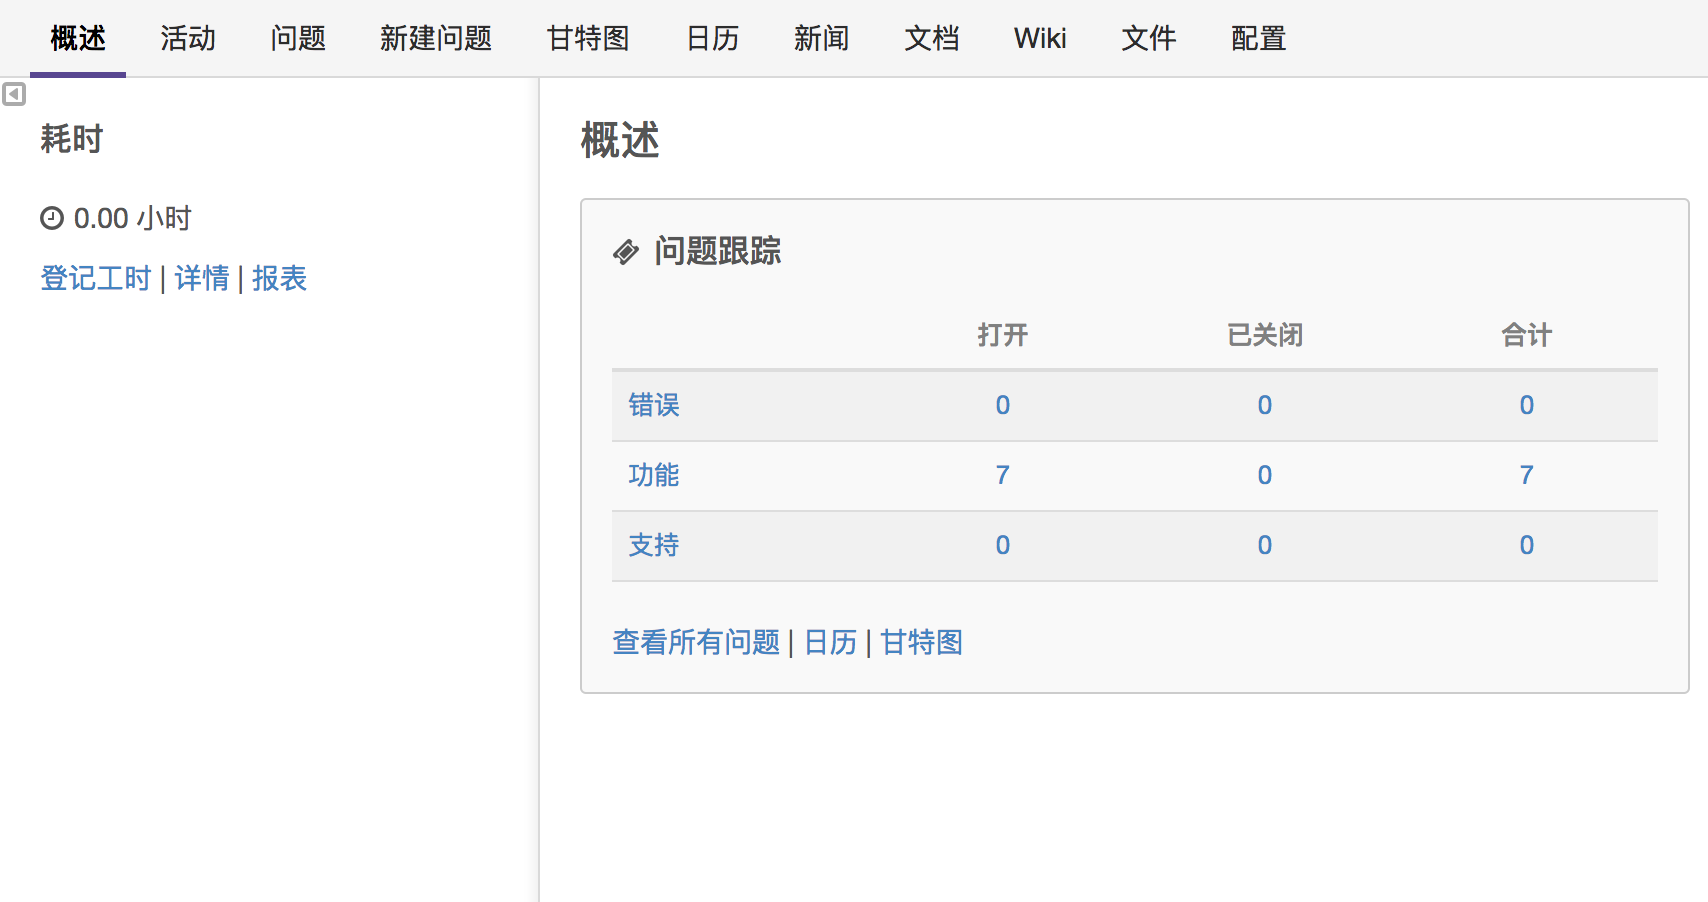 概述 活动 问题 新建问题 甘特图 日历 新闻 文档 Wiki 文件 配置
耗时
0.00 小时
登记工时 | 详情 | 报表
概述
问题跟踪
打开 已关闭 合计
错误 0 0 0
功能 7 0 7
支持 0 0 0
查看所有问题 | 日历 | 甘特图